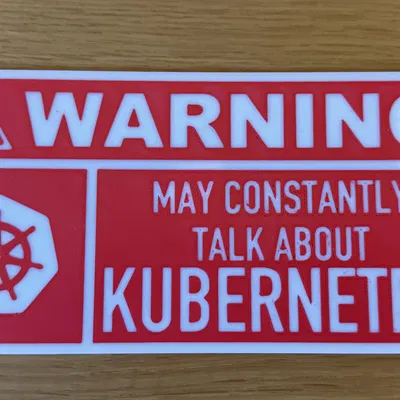 WARNING
MAY CONSTANTLY
TALK ABOUT
KUBERNETE